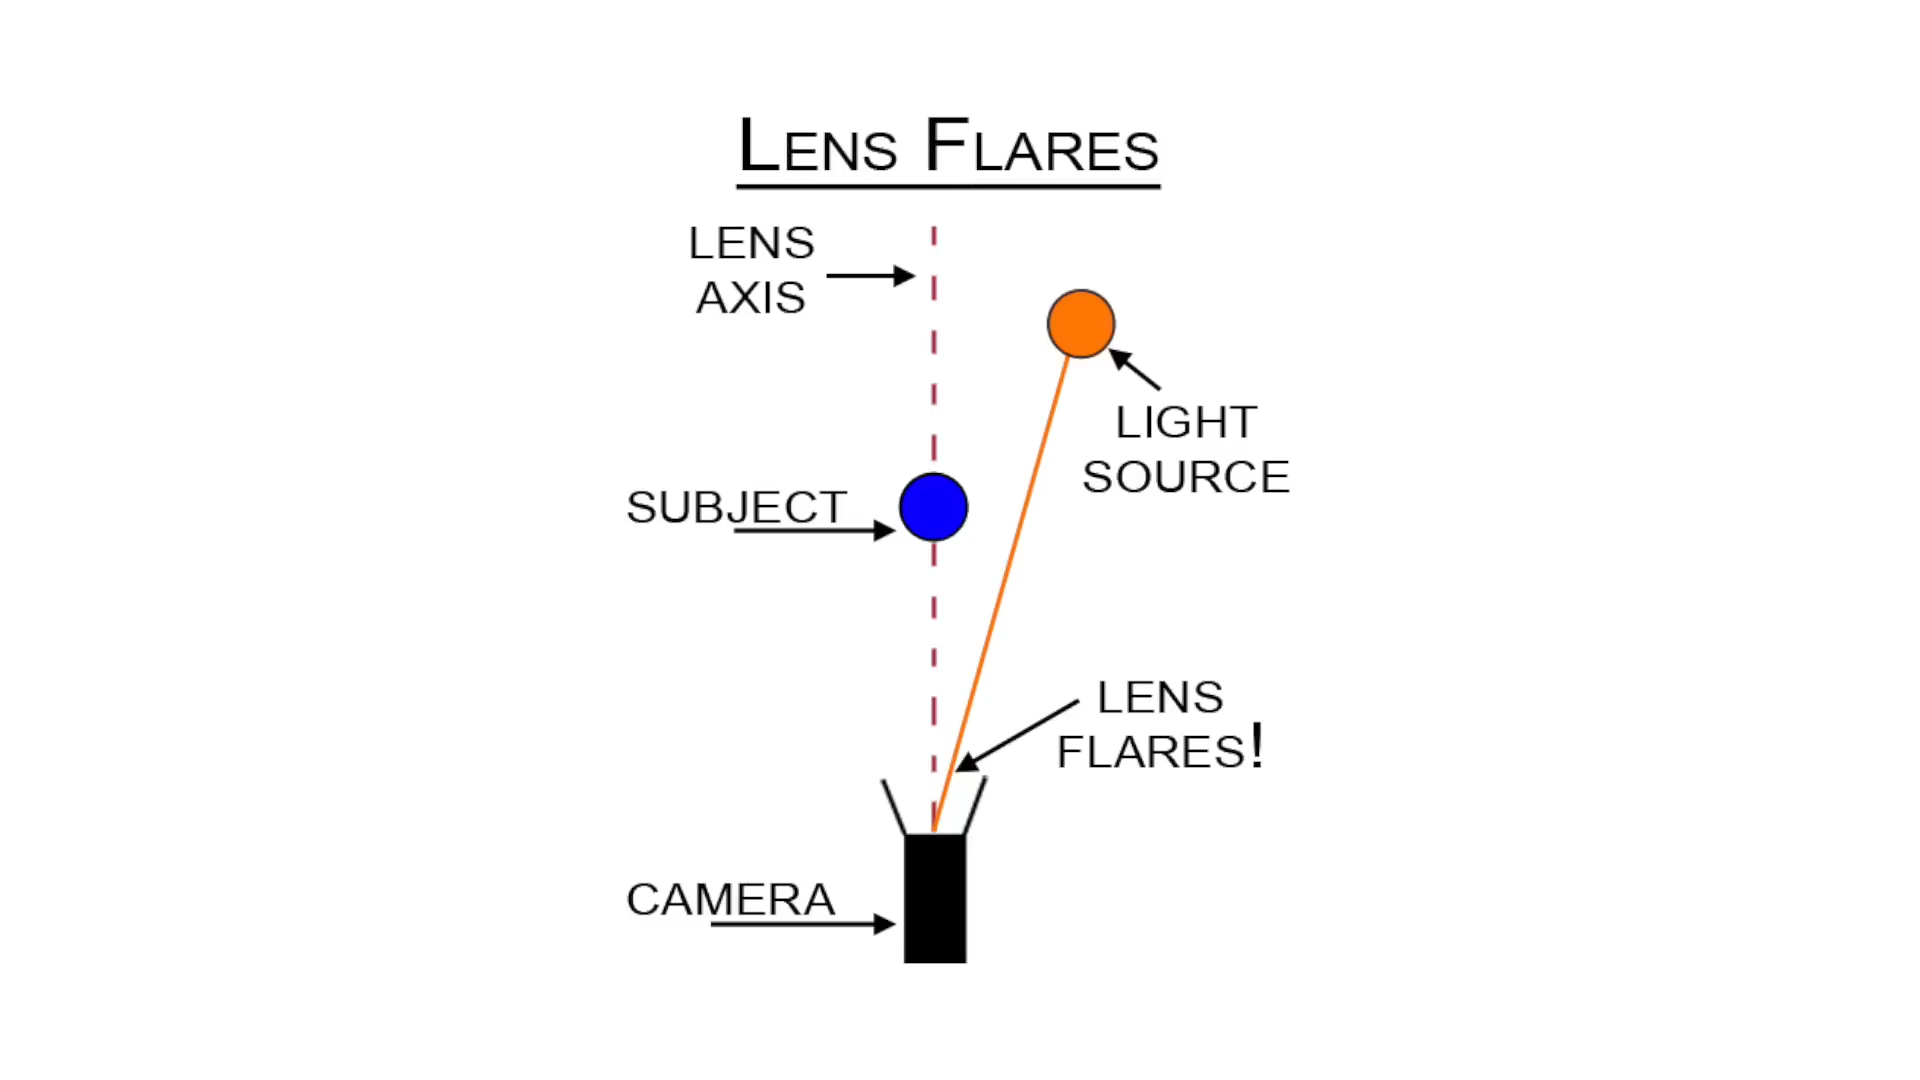 LENS FLARES
LENS
AXIS
LIGHT
SOURCE
SUBJECT
LENS
FLARES!
CAMERA